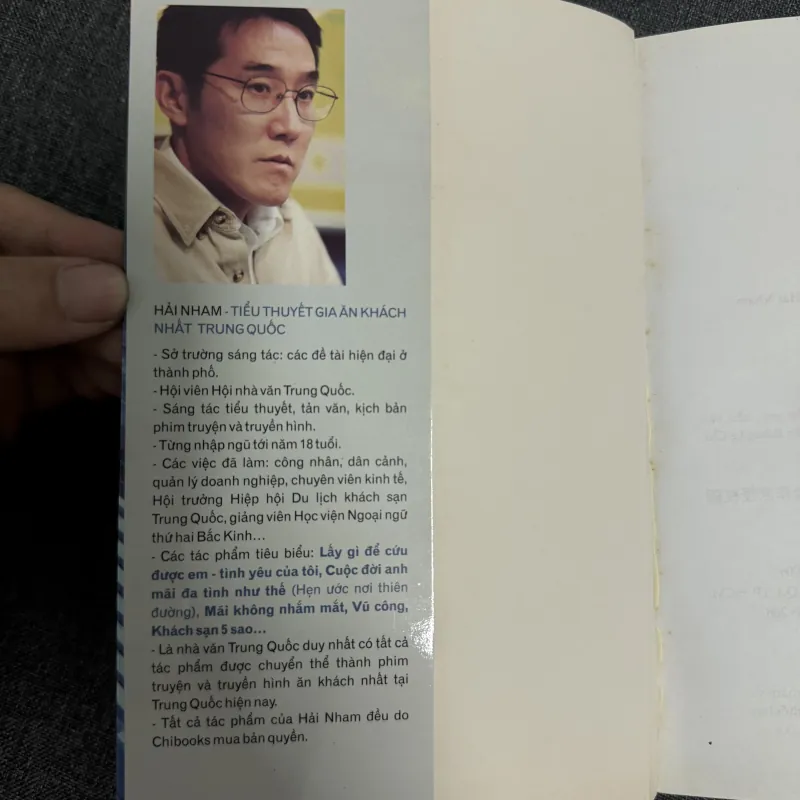 HẢI NHAM - TIỂU THUYẾT GIA ĂN KHÁCH
NHẤT TRUNG QUỐC
- Sở trường sáng tác: các đề tài hiện đại ở
thành phố.
- Hội viên Hội nhà văn Trung Quốc.
- Sáng tác tiểu thuyết, tản văn, kịch bản
phim truyện và truyền hình.
- Từng nhập ngũ tới năm 18 tuổi.
- Các việc đã làm: công nhân, dân cảnh,
quản lý doanh nghiệp, chuyên viên kinh tế,
Hội trưởng Hiệp hội Du lịch khách sạn
Trung Quốc, giảng viên Học viện Ngoại ngữ
thứ hai Bắc Kinh...
- Các tác phẩm tiêu biểu: Lấy gì để cứu
được em - tình yêu của tôi, Cuộc đời anh
mãi đa tình như thế (Hẹn ước nơi thiên
đường), Mãi không nhắm mắt, Vũ công,
Khách sạn 5 sao...
- Là nhà văn Trung Quốc duy nhất có tất cả
tác phẩm được chuyển thể thành phim
truyện và truyền hình ăn khách nhất tại
Trung Quốc hiện nay.
- Tất cả tác phẩm của Hải Nham đều do
Chibooks mua bản quyền.